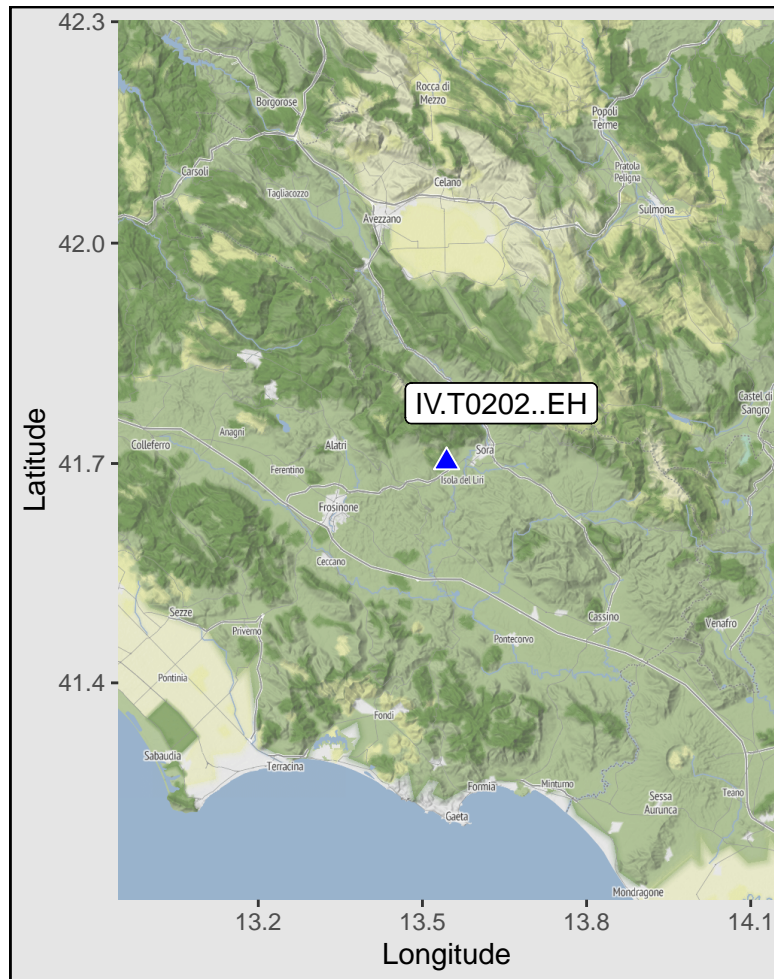 42.3
42.0
41.7
41.4
Latitude
Rocca di
Mezzo
Borgorose
Popoli
Terme
Carsoli
Pratola
Peligna
Tagliacozzo
Celano
Sulmona
Avezzano
IV.T0202..EH
Castel di
Sangro
Anagni
Colleferro
Alatri
Sora
Ferentino
Isola del Liri
Frosinone
Ceccano
Sezze
Cassino
Priverno
Venafro
Pontecorvo
Pontinia
Fondi
Sabaudia
Terracina
Formia
Minturno
Sessa
Aurunca
Teano
Gaeta
Mondragone
13.2
13.5
13.8
14.1
Longitude